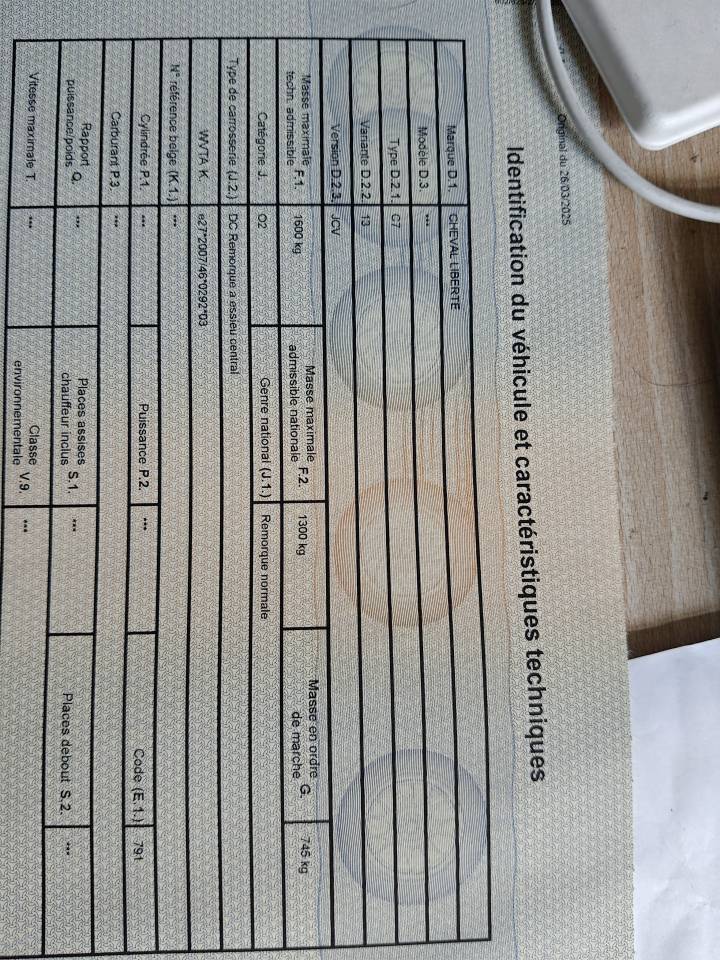 Original du 26/03/2025
Identification du véhicule et caractéristiques techniques
Marque D.1. CHEVAL LIBERTE
Modèle D.3. ***
Type D.2.1. C7
Variante D.2.2. 13
Version D.2.3. JCV
Masse maximale techn. admissible F.1. 1600 kg Masse maximale admissible nationale F.2. 1300 kg Masse en ordre de marche G. 745 kg
Catégorie J. O2 Genre national (J.1.) Remorque normale
Type de carrosserie (J.2.) DC Remorque a essieu central
WVTA K. e27*2007/46*0292*03
N° référence belge (K.1.) ***
Cylindrée P.1. *** Puissance P.2. *** Code (E.1.) 791
Carburant P.3. ***
Rapport puissance/poids Q. *** Places assises chauffeur inclus S.1. *** Places debout S.2. ***
Vitesse maximale T. *** Classe environnementale V.9. ***